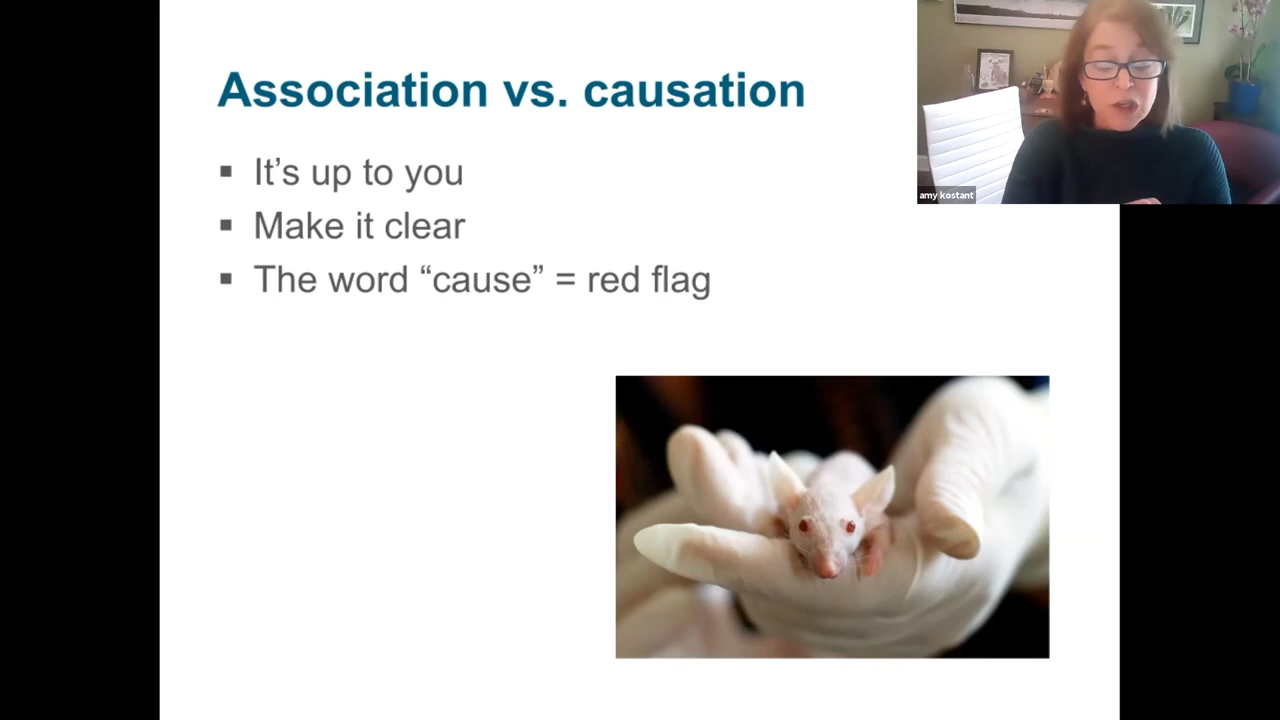 Association vs. causation
▪ It’s up to you
▪ Make it clear
▪ The word “cause” = red flag
amy kostant